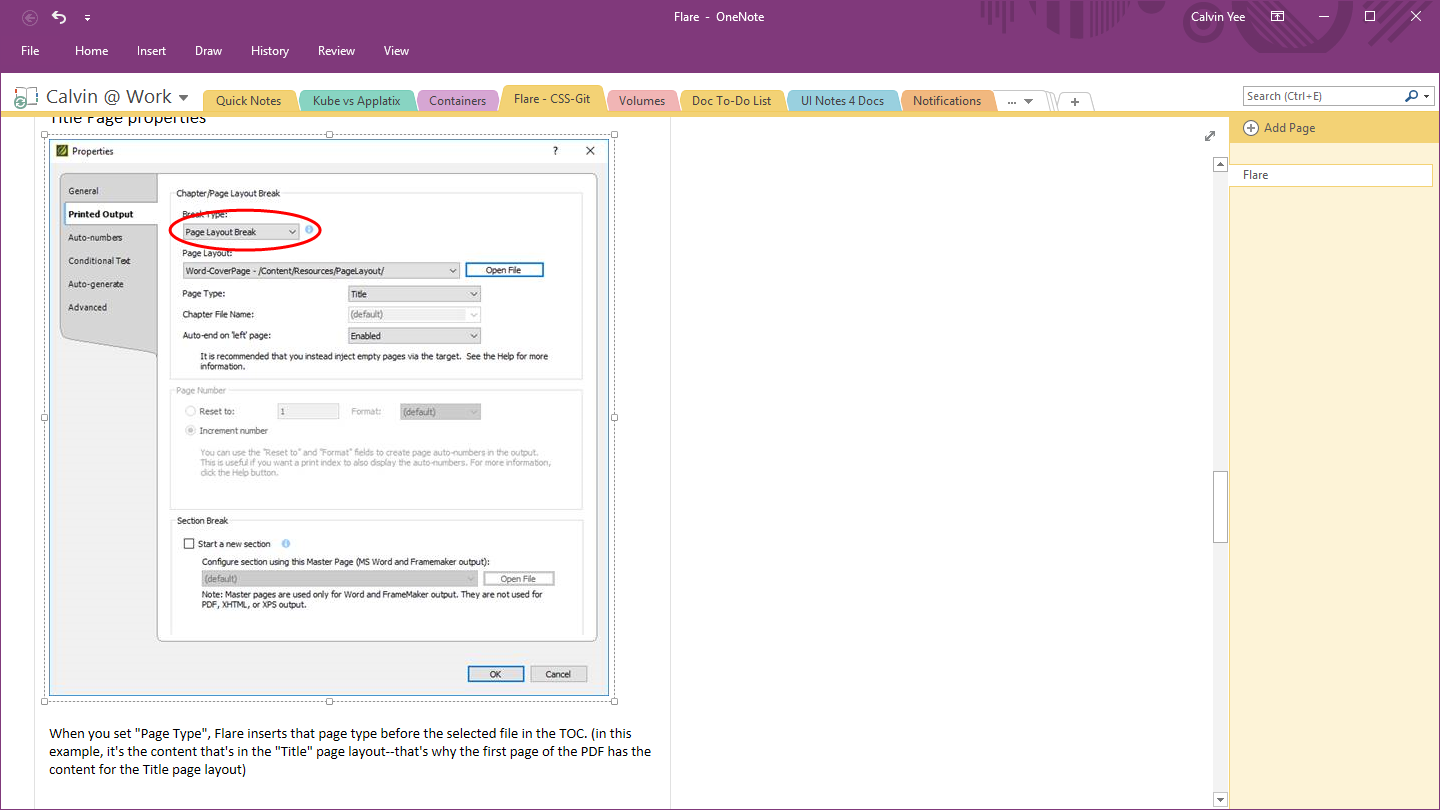 Flare - OneNote
Calvin Yee
File Home Insert Draw History Review View
Calvin @ Work
Quick Notes Kube vs Applatix Containers Flare - CSS-Git Volumes Doc To-Do List UI Notes 4 Docs Notifications ... +
Search (Ctrl+E)
Add Page
Flare
Title Page properties
Properties
?
General
Printed Output
Auto-numbers
Conditional Text
Auto-generate
Advanced
Chapter/Page Layout Break
Break Type:
Page Layout Break
Page Layout:
Word-CoverPage - /Content/Resources/PageLayout/ Open File
Page Type: Title
Chapter File Name: (default)
Auto-end on 'left' page: Enabled
It is recommended that you instead inject empty pages via the target. See the Help for more
information.
Page Number
Reset to: 1 Format: (default)
Increment number
You can use the "Reset to" and "Format" fields to create page auto-numbers in the output.
This is useful if you want a print index to also display the auto-numbers. For more information,
click the Help button.
Section Break
Start a new section
Configure section using this Master Page (MS Word and Framemaker output):
(default) Open File
Note: Master pages are used only for Word and FrameMaker output. They are not used for
PDF, XHTML, or XPS output.
OK Cancel
When you set "Page Type", Flare inserts that page type before the selected file in the TOC. (in this
example, it's the content that's in the "Title" page layout--that's why the first page of the PDF has the
content for the Title page layout)